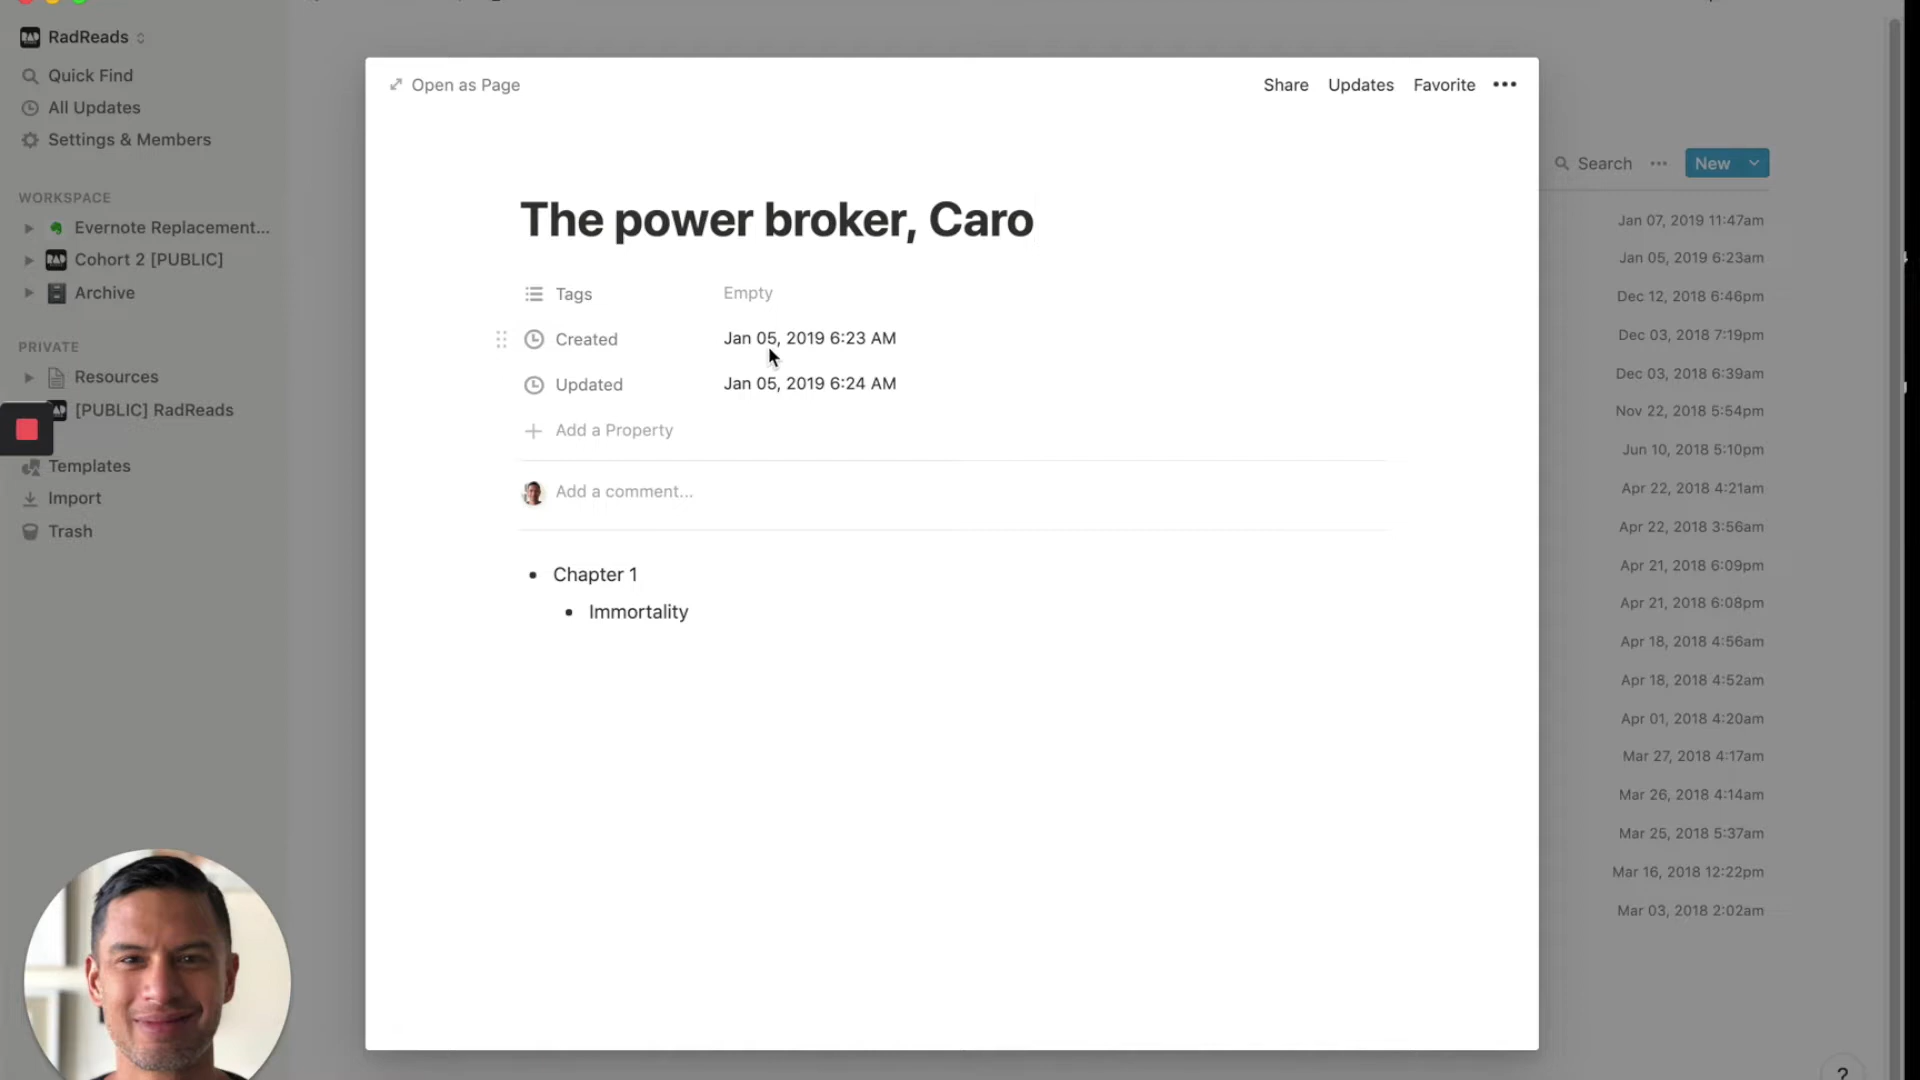 RadReads
Quick Find
All Updates
Settings & Members
WORKSPACE
Evernote Replacement...
RAD
Cohort 2 [PUBLIC]
Archive
PRIVATE
Resources
[PUBLIC] RadReads
Templates
Import
Trash
Open as Page
Share Updates Favorite •••
The power broker, Caro
Tags Empty
Created Jan 05, 2019 6:23 AM
Updated Jan 05, 2019 6:24 AM
+ Add a Property
Add a comment...
• Chapter 1
• Immortality
Search ••• New
Jan 07, 2019 11:47am
Jan 05, 2019 6:23am
Dec 12, 2018 6:46pm
Dec 03, 2018 7:19pm
Dec 03, 2018 6:39am
Nov 22, 2018 5:54pm
Jun 10, 2018 5:10pm
Apr 22, 2018 4:21am
Apr 22, 2018 3:56am
Apr 21, 2018 6:09pm
Apr 21, 2018 6:08pm
Apr 18, 2018 4:56am
Apr 18, 2018 4:52am
Apr 01, 2018 4:20am
Mar 27, 2018 4:17am
Mar 26, 2018 4:14am
Mar 25, 2018 5:37am
Mar 16, 2018 12:22pm
Mar 03, 2018 2:02am
?